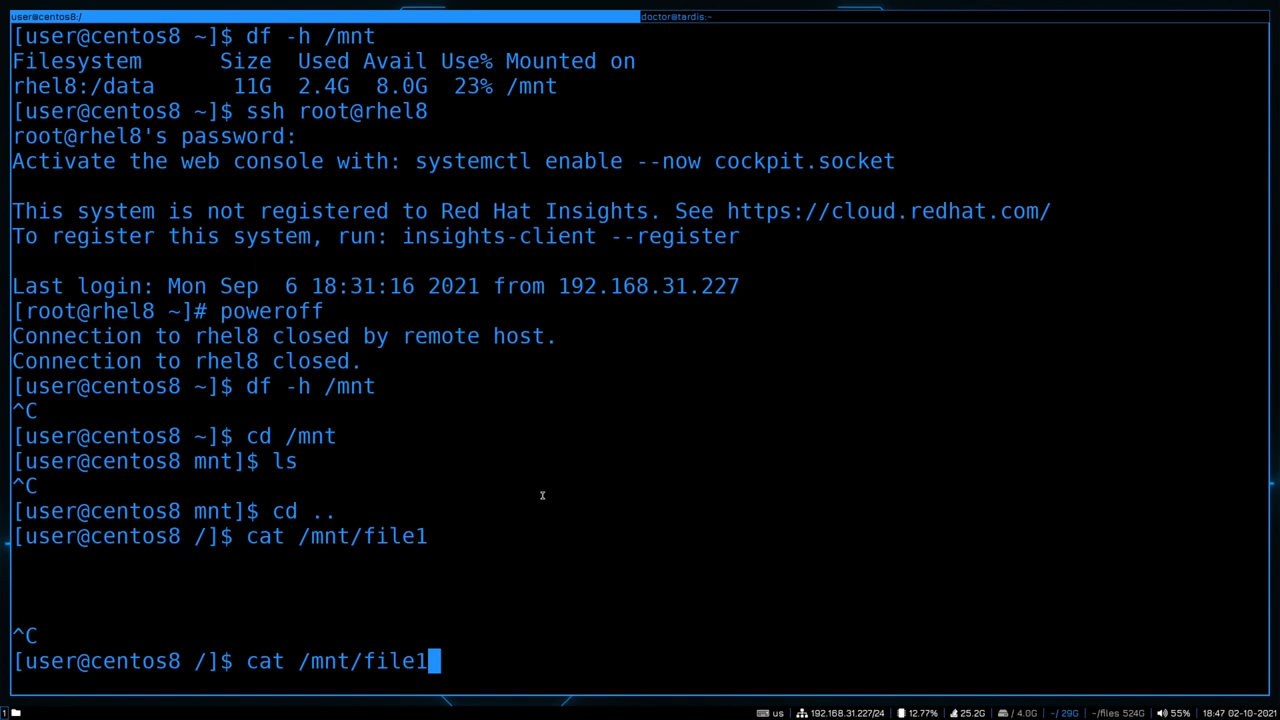 user@centos8:/
doctor@tardis:~
[user@centos8 ~]$ df -h /mnt
Filesystem      Size  Used Avail Use% Mounted on
rhel8:/data      11G  2.4G  8.0G  23% /mnt
[user@centos8 ~]$ ssh root@rhel8
root@rhel8's password:
Activate the web console with: systemctl enable --now cockpit.socket
This system is not registered to Red Hat Insights. See https://cloud.redhat.com/
To register this system, run: insights-client --register
Last login: Mon Sep  6 18:31:16 2021 from 192.168.31.227
[root@rhel8 ~]# poweroff
Connection to rhel8 closed by remote host.
Connection to rhel8 closed.
[user@centos8 ~]$ df -h /mnt
^C
[user@centos8 ~]$ cd /mnt
[user@centos8 mnt]$ ls
^C
[user@centos8 mnt]$ cd ..
[user@centos8 /]$ cat /mnt/file1
^C
[user@centos8 /]$ cat /mnt/file1
1 us | 192.168.31.227/24 | 12.77% | 25.2G | / 4.0G | ~/ 29G | ~/files 524G | 55% | 18:47 02-10-2021